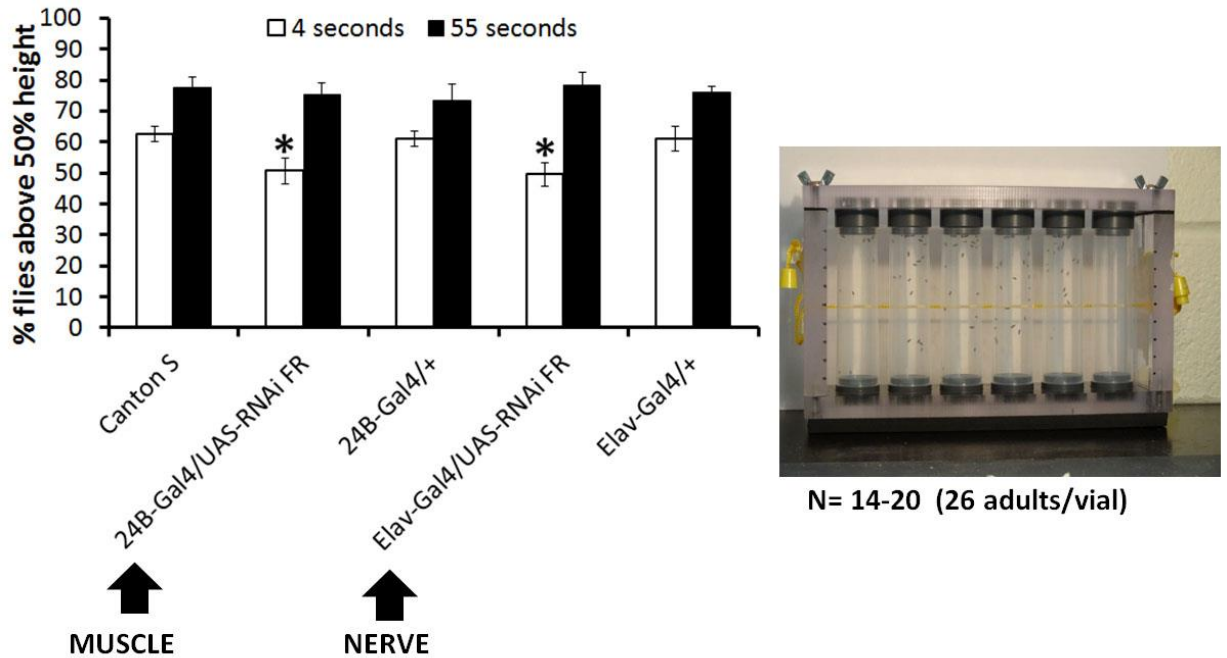 % flies above 50% height
100
90
80
70
60
50
40
30
20
10
0
4 seconds
55 seconds
*
*
Canton S
24B-Gal4/UAS-RNAi FR
24B-Gal4/+
Elav-Gal4/UAS-RNAi FR
Elav-Gal4/+
MUSCLE
NERVE
N= 14-20 (26 adults/vial)